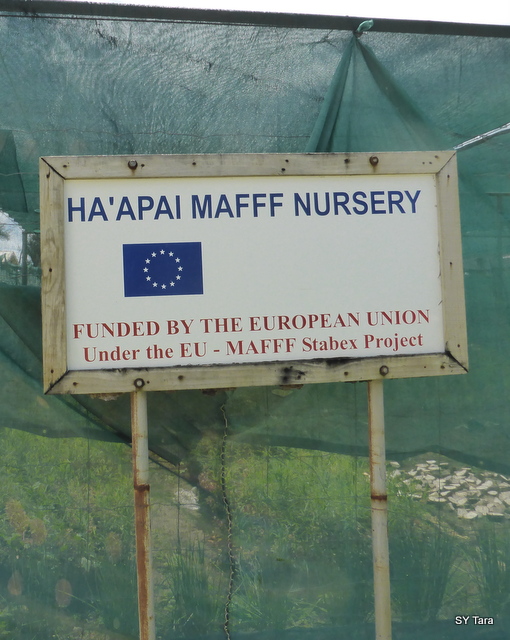 HA'APAI MAFFF NURSERY
FUNDED BY THE EUROPEAN UNION
Under the EU - MAFFF Stabex Project
SY Tara